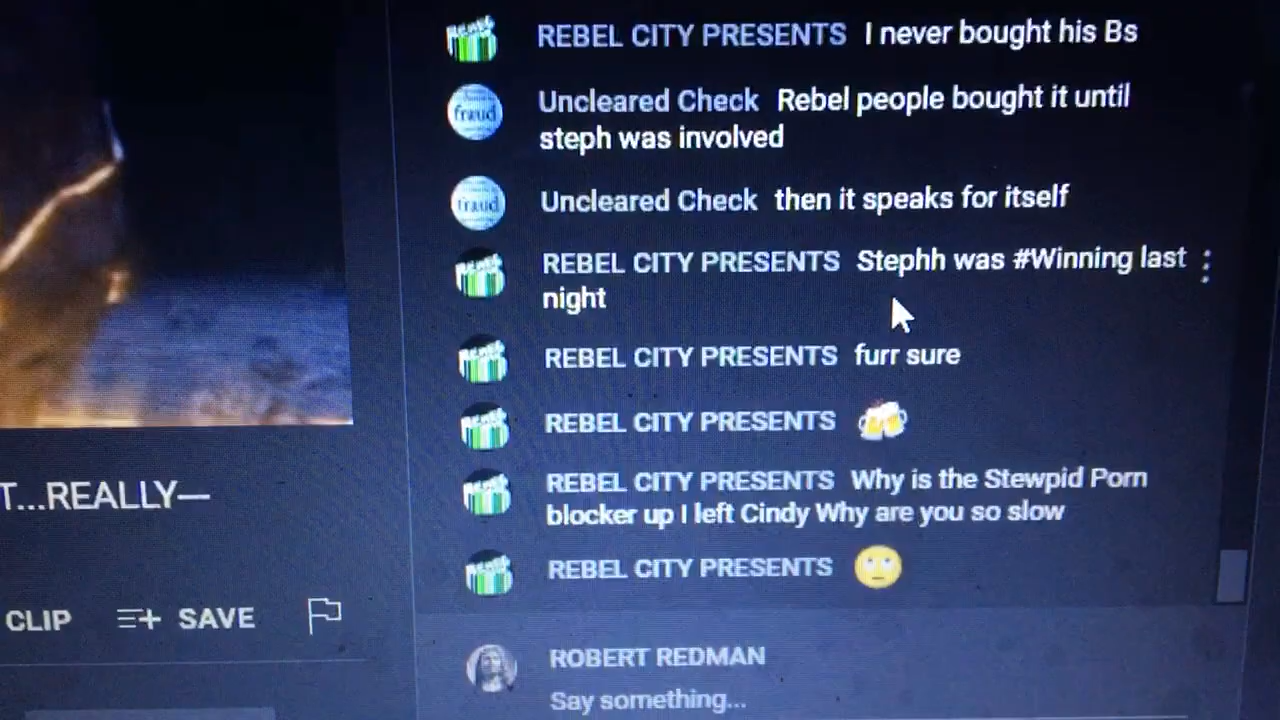 REBEL CITY PRESENTS I never bought his Bs
fraud
Uncleared Check Rebel people bought it until
steph was involved
fraud
Uncleared Check then it speaks for itself
REBEL CITY PRESENTS Stephh was #Winning last
night
REBEL CITY PRESENTS furr sure
REBEL CITY PRESENTS 🍻
REBEL CITY PRESENTS Why is the Stewpid Porn
blocker up I left Cindy Why are you so slow
REBEL CITY PRESENTS 🙄
T...REALLY—
CLIP SAVE
ROBERT REDMAN
Say something...